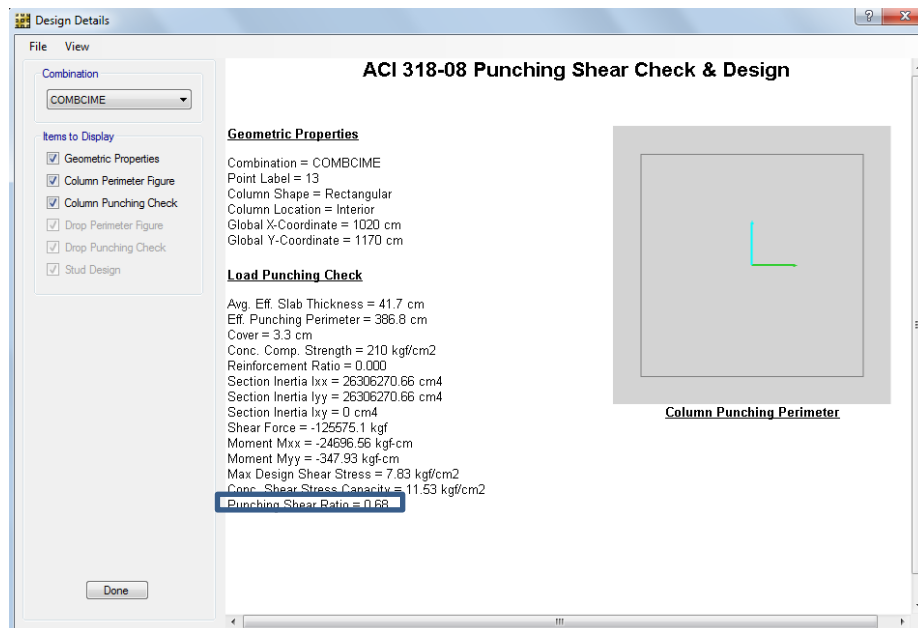 Design Details
File View
Combination
COMBCIME
Items to Display
Geometric Properties
Column Perimeter Figure
Column Punching Check
Drop Perimeter Figure
Drop Punching Check
Stud Design
Done
ACI 318-08 Punching Shear Check & Design
Geometric Properties
Combination = COMBCIME
Point Label = 13
Column Shape = Rectangular
Column Location = Interior
Global X-Coordinate = 1020 cm
Global Y-Coordinate = 1170 cm
Load Punching Check
Avg. Eff. Slab Thickness = 41.7 cm
Eff. Punching Perimeter = 386.8 cm
Cover = 3.3 cm
Conc. Comp. Strength = 210 kgf/cm2
Reinforcement Ratio = 0.000
Section Inertia Ixx = 26306270.66 cm4
Section Inertia Iyy = 26306270.66 cm4
Section Inertia Ixy = 0 cm4
Shear Force = -125575.1 kgf
Moment Mxx = -24696.56 kgf-cm
Moment Myy = -347.93 kgf-cm
Max Design Shear Stress = 7.83 kgf/cm2
Conc. Shear Stress Capacity = 11.53 kgf/cm2
Punching Shear Ratio = 0.68
Column Punching Perimeter